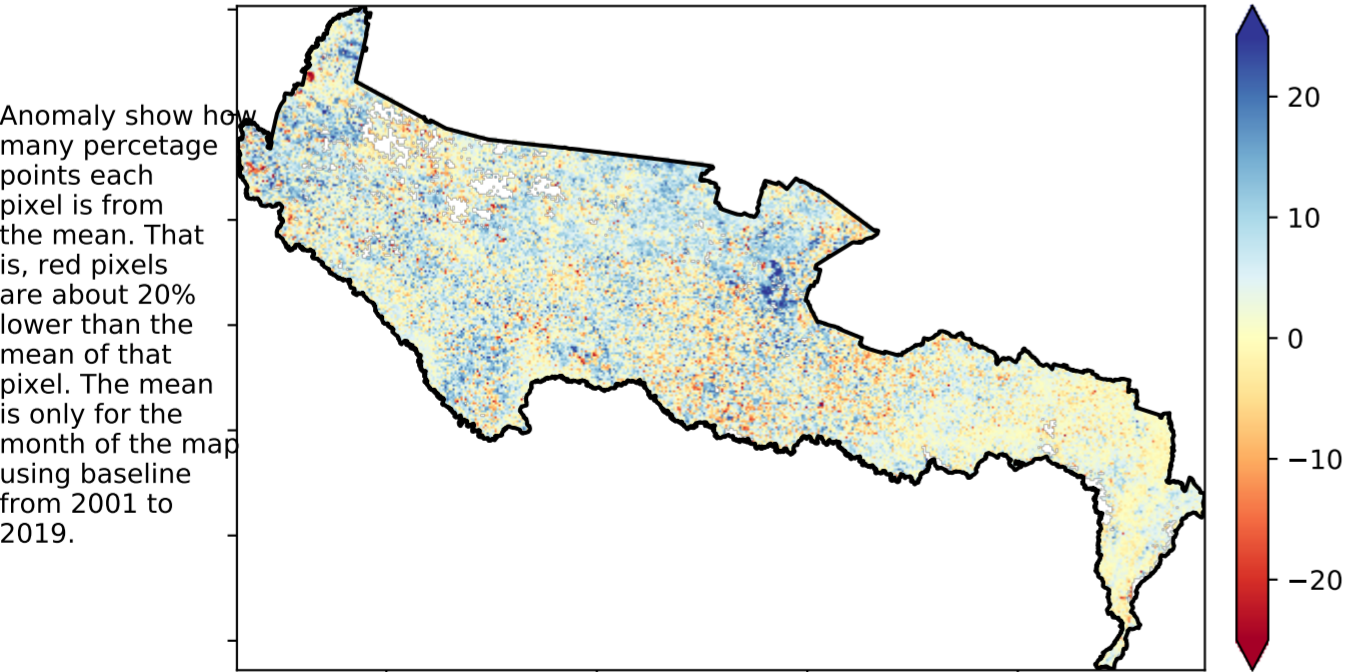 Anomaly show how
many percetage
points each
pixel is from
the mean. That
is, red pixels
are about 20%
lower than the
mean of that
pixel. The mean
is only for the
month of the map
using baseline
from 2001 to
2019.
20
10
0
−10
−20